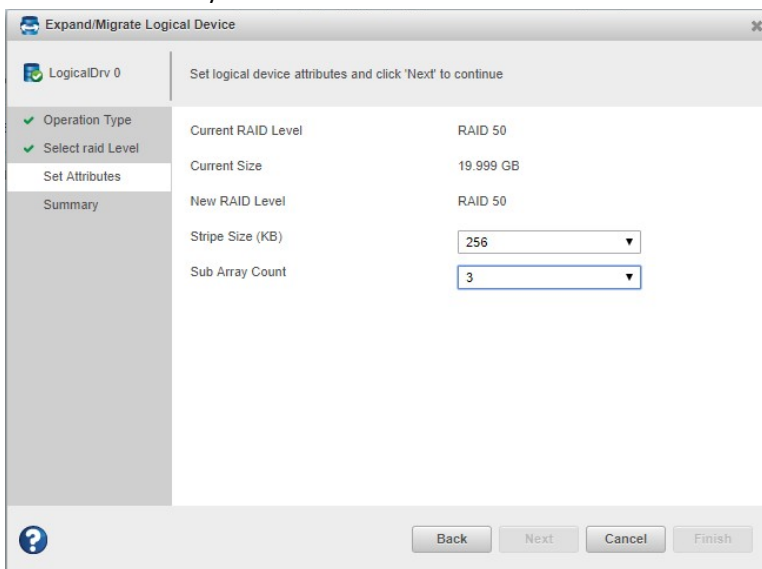 Expand/Migrate Logical Device
LogicalDrv 0
Set logical device attributes and click 'Next' to continue
Operation Type
Select raid Level
Set Attributes
Summary
Current RAID Level RAID 50
Current Size 19.999 GB
New RAID Level RAID 50
Stripe Size (KB) 256
Sub Array Count 3
? Back Next Cancel Finish